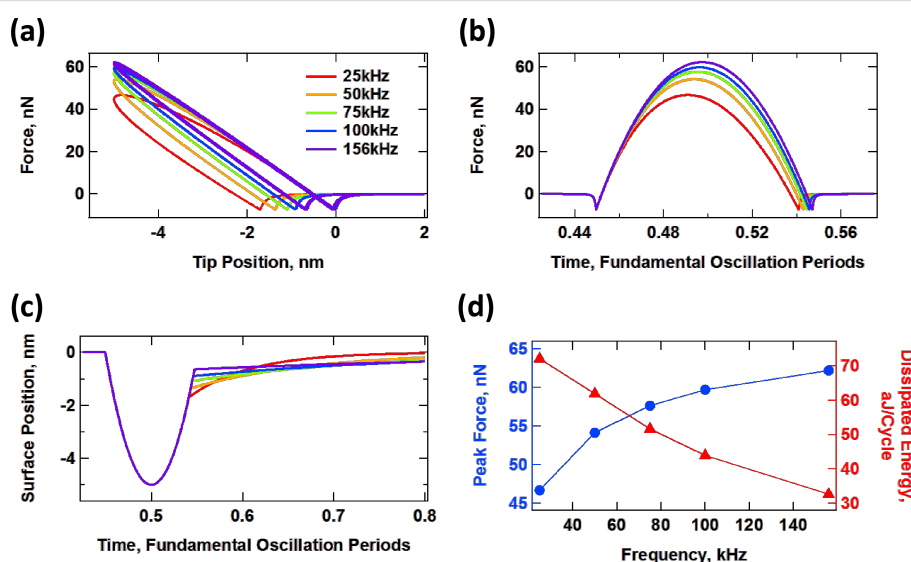 (a)
Force, nN
60
40
20
0
25kHz
50kHz
75kHz
100kHz
156kHz
-4
-2
0
2
Tip Position, nm
(b)
Force, nN
60
40
20
0
0.44
0.48
0.52
0.56
Time, Fundamental Oscillation Periods
(c)
Surface Position, nm
0
-2
-4
0.5
0.6
0.7
0.8
Time, Fundamental Oscillation Periods
(d)
Peak Force, nN
65
60
55
50
45
40
60
80
100
120
140
Frequency, kHz
70
60
50
40
30
Dissipated Energy,
aJ/Cycle